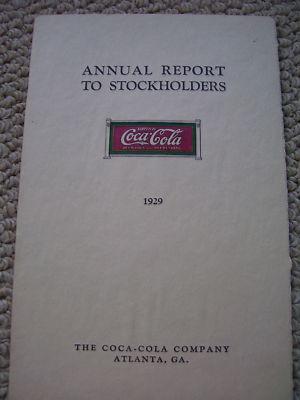 ANNUAL REPORT
TO STOCKHOLDERS
Coca-Cola
1929
THE COCA-COLA COMPANY
ATLANTA, GA.